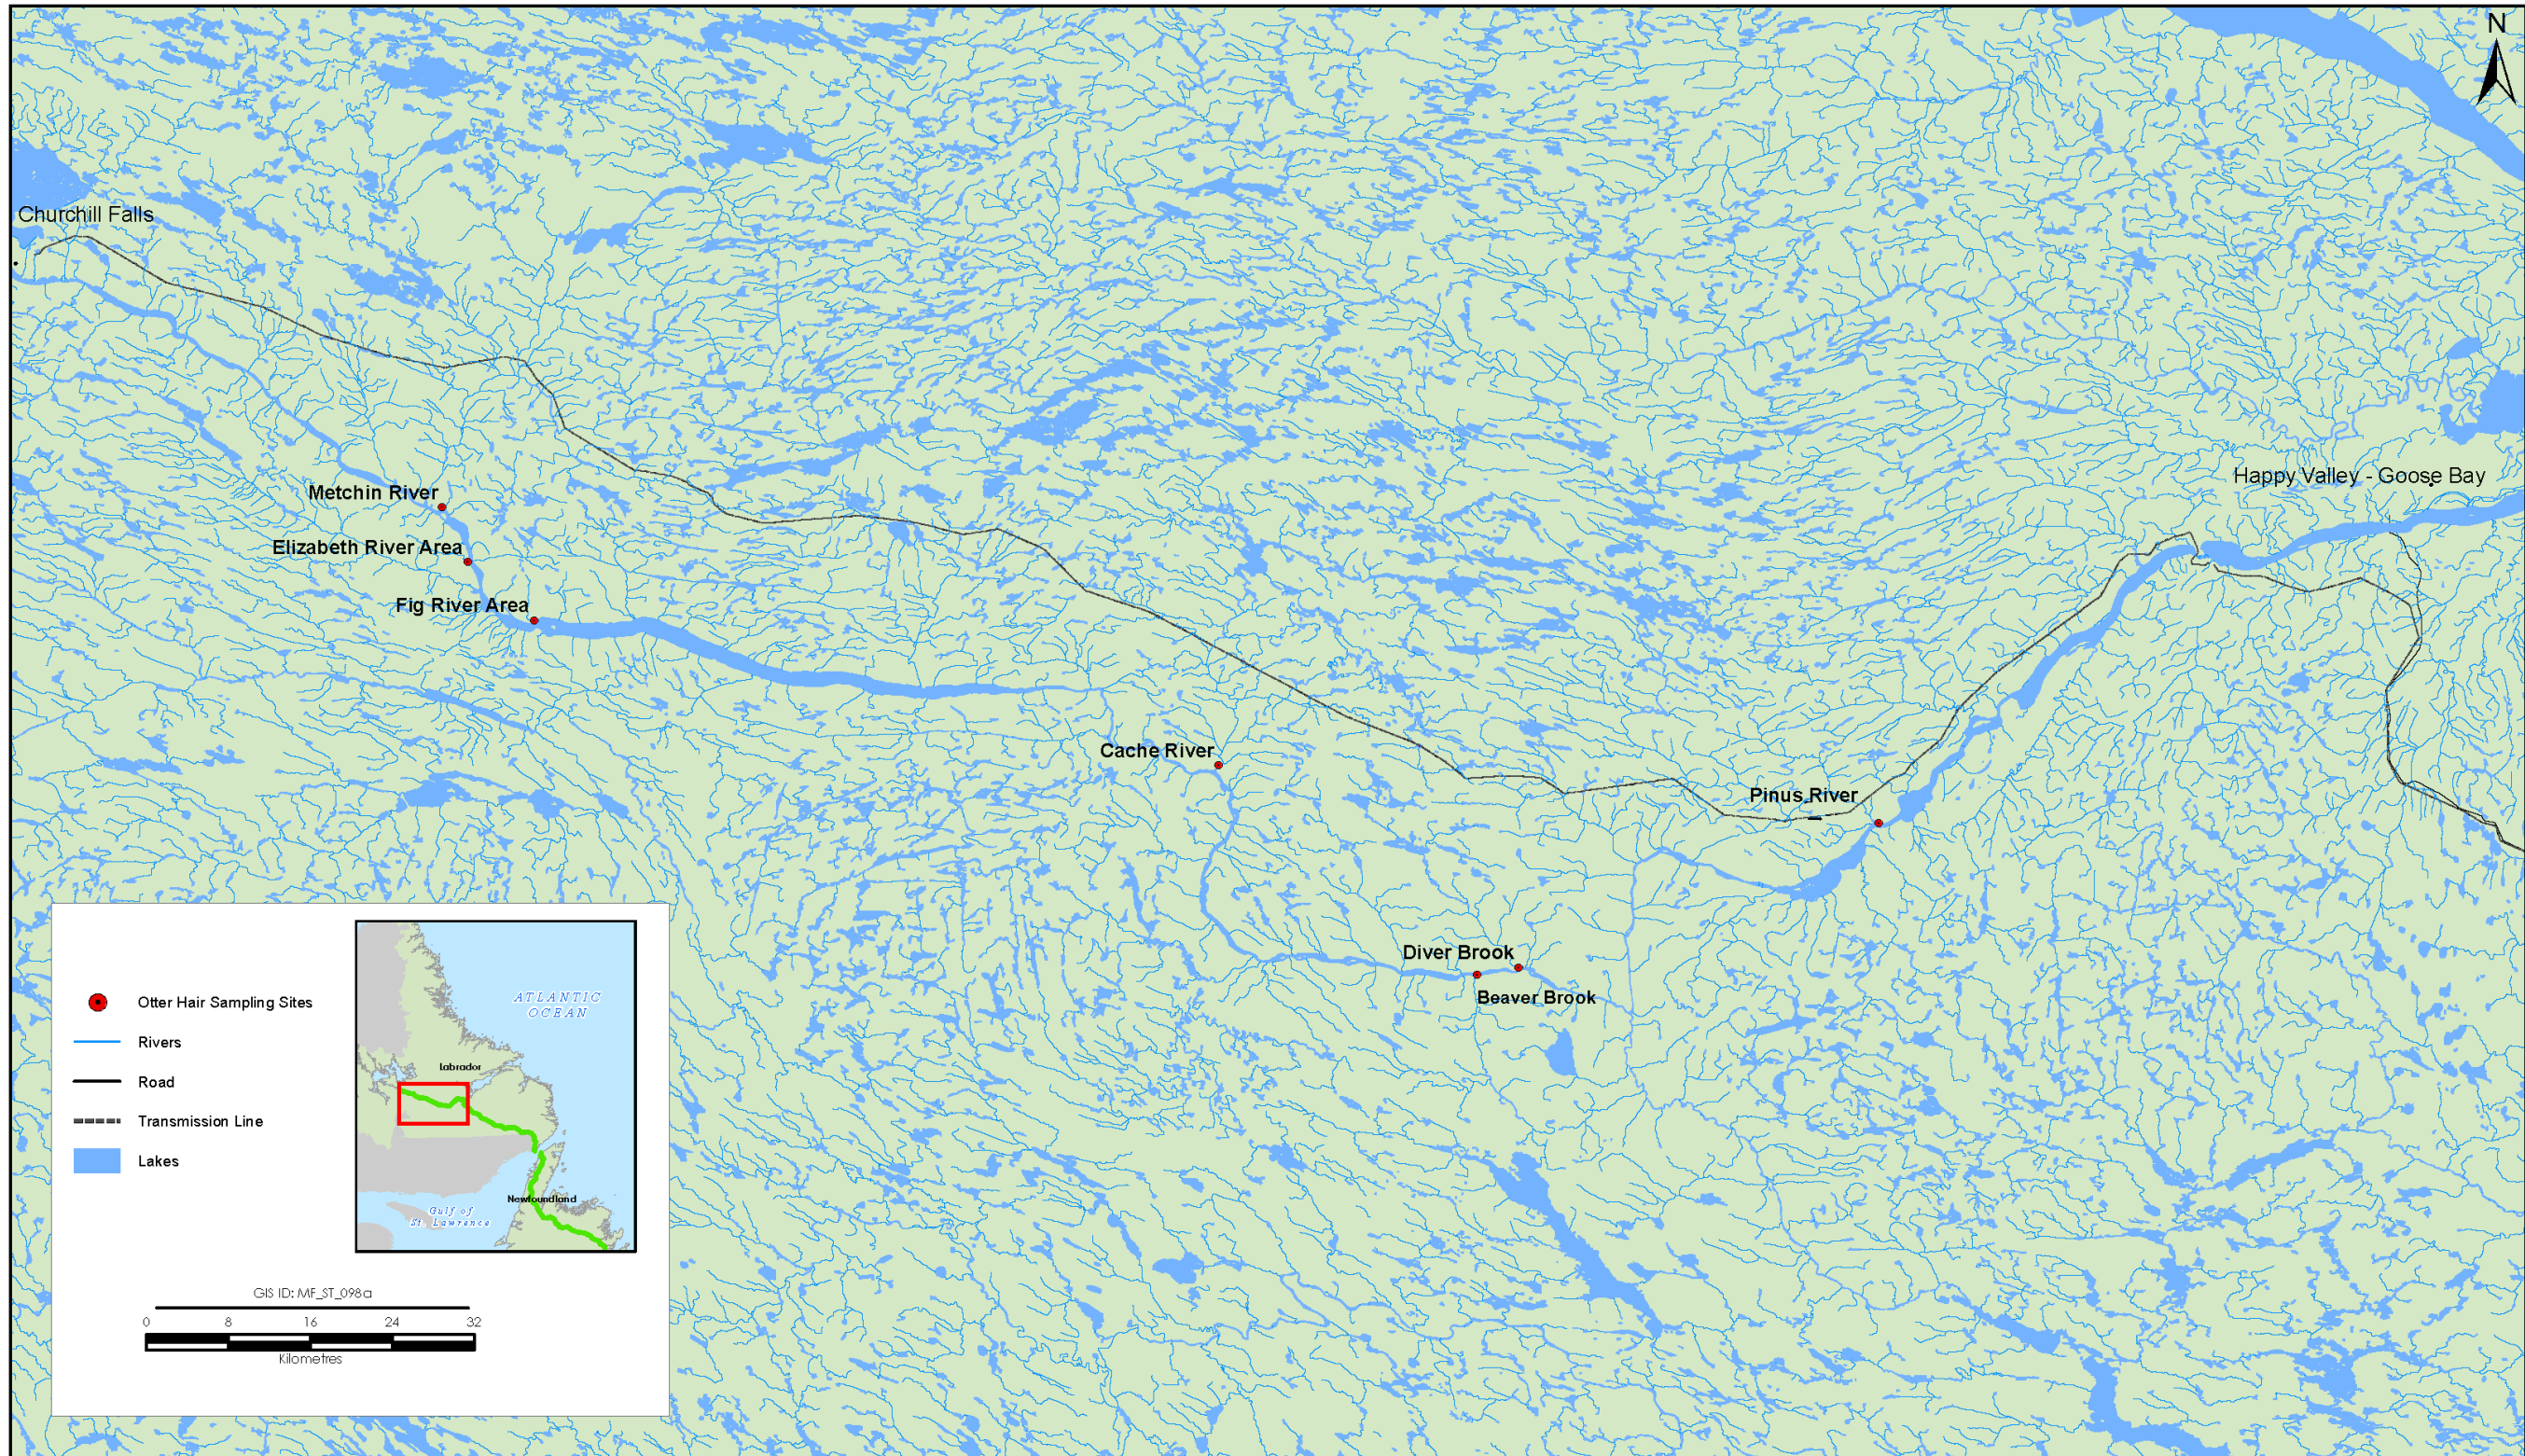 N
Churchill Falls
Happy Valley - Goose Bay
Metchin River
Elizabeth River Area
Fig River Area
Cache River
Pinus River
Diver Brook
Beaver Brook
Otter Hair Sampling Sites
Rivers
Road
Transmission Line
Lakes
ATLANTIC
OCEAN
Labrador
Newfoundland
Gulf of
St. Lawrence
GIS ID: MF_ST_098a
0 8 16 24 32
Kilometres